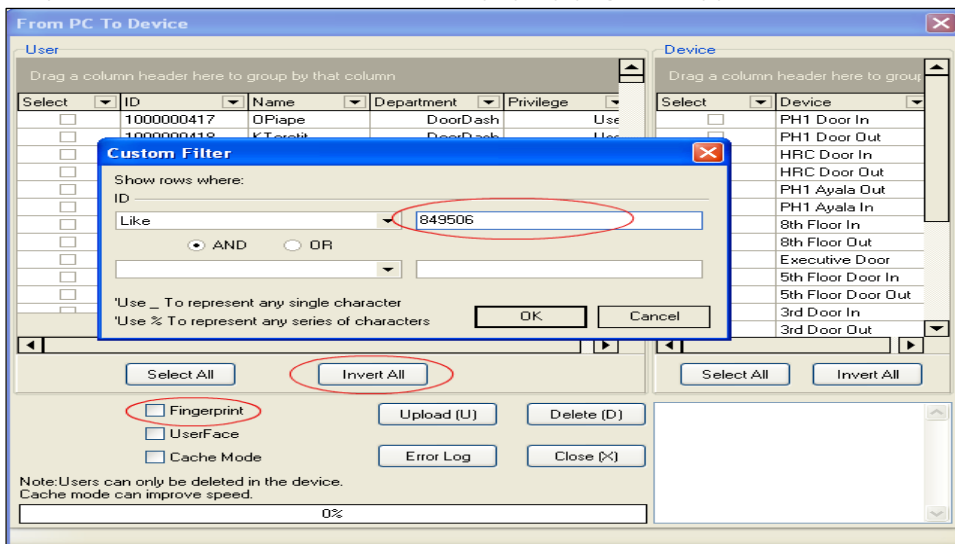 From PC To Device
User
Device
Drag a column header here to group by that column
Drag a column header here to group
Select ID Name Department Privilege
Select Device
1000000417 OPiape DoorDash Use
PH1 Door In
1000000418 DoorDash
PH1 Door Out
HRC Door In
HRC Door Out
PH1 Ayala Out
PH1 Ayala In
8th Floor In
8th Floor Out
Executive Door
5th Floor Door In
5th Floor Door Out
3rd Door In
3rd Door Out
Custom Filter
Show rows where:
ID
Like 849506
AND OR
'Use _ To represent any single character
'Use % To represent any series of characters
OK Cancel
Select All Invert All
Select All Invert All
Fingerprint
UserFace
Cache Mode
Upload (U) Delete (D)
Error Log Close (X)
Note:Users can only be deleted in the device.
Cache mode can improve speed.
0%